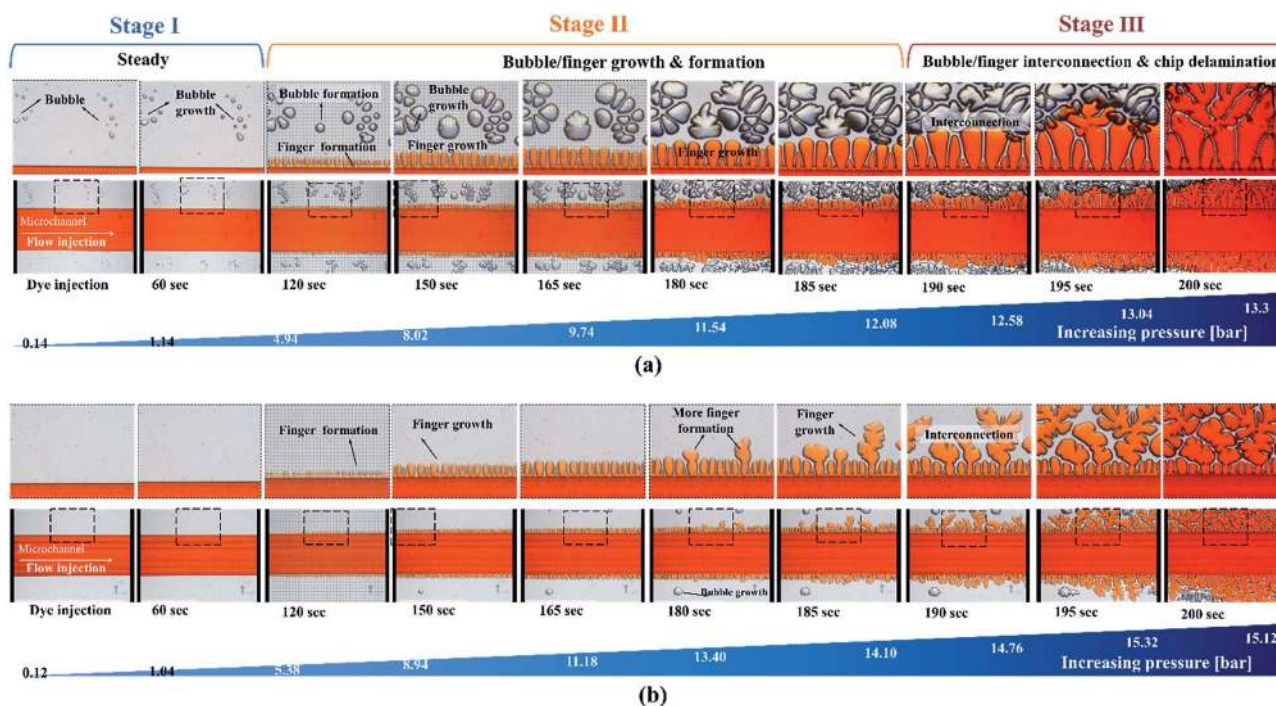 (a)
Stage I
Stage II
Stage III
Steady
Bubble/finger growth & formation
Bubble/finger interconnection & chip delamination
Bubble
Bubble growth
Bubble formation
Finger formation
Bubble growth
Finger growth
Finger growth
Interconnection
Microchannel
Flow injection
Dye injection 60 sec 120 sec 150 sec 165 sec 180 sec 185 sec 190 sec 195 sec 200 sec
0.14 1.14 4.94 8.02 9.74 11.54 12.08 12.58 13.04 13.3
Increasing pressure [bar]
(a)
(b)
Finger formation
Finger growth
More finger formation
Finger growth
Interconnection
Microchannel
Flow injection
Bubble growth
Dye injection 60 sec 120 sec 150 sec 165 sec 180 sec 185 sec 190 sec 195 sec 200 sec
0.12 1.04 5.38 8.94 11.18 13.40 14.10 14.76 15.32 15.12
Increasing pressure [bar]
(b)